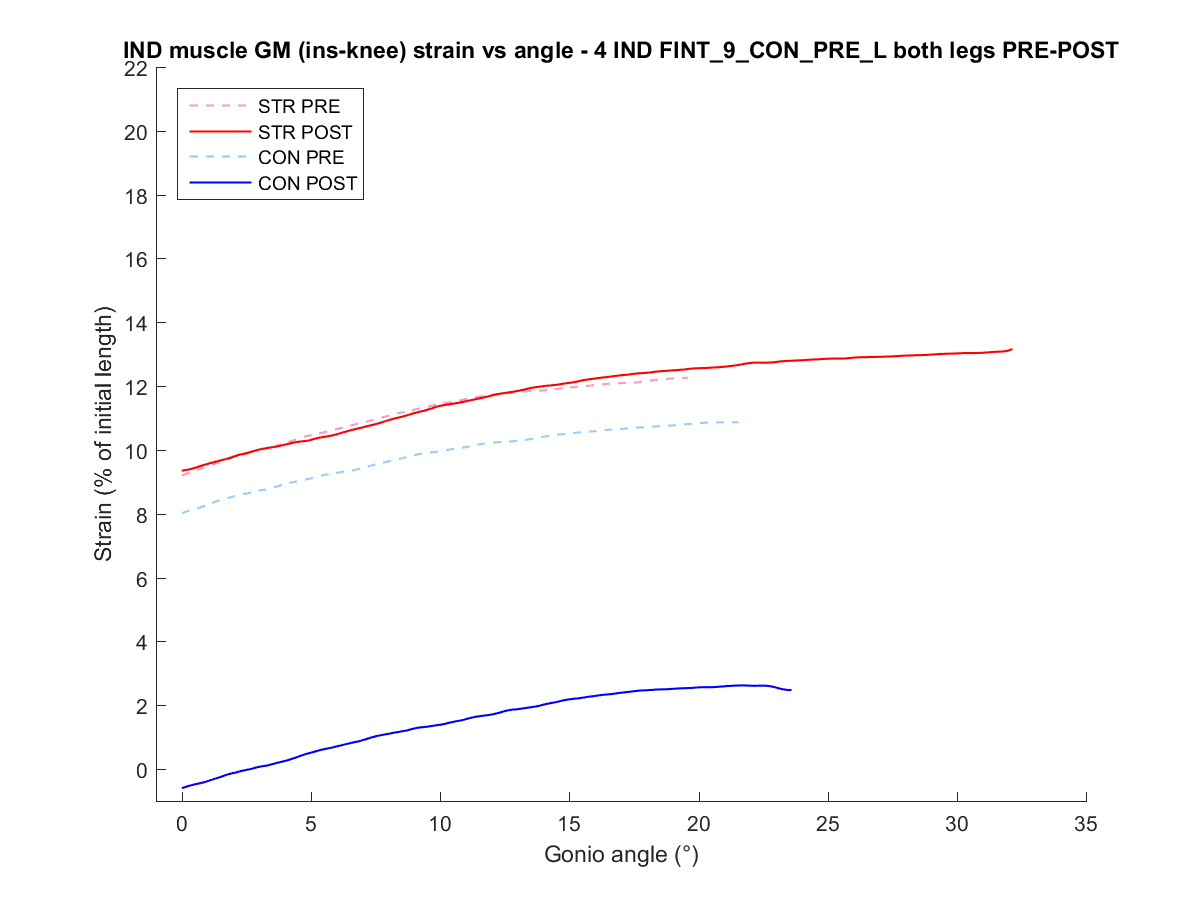 IND muscle GM (ins-knee) strain vs angle - 4 IND FINT_9_CON_PRE_L both legs PRE-POST
22
20
18
16
14
12
10
8
6
4
2
0
STR PRE
STR POST
CON PRE
CON POST
Strain (% of initial length)
0 5 10 15 20 25 30 35
Gonio angle (°)